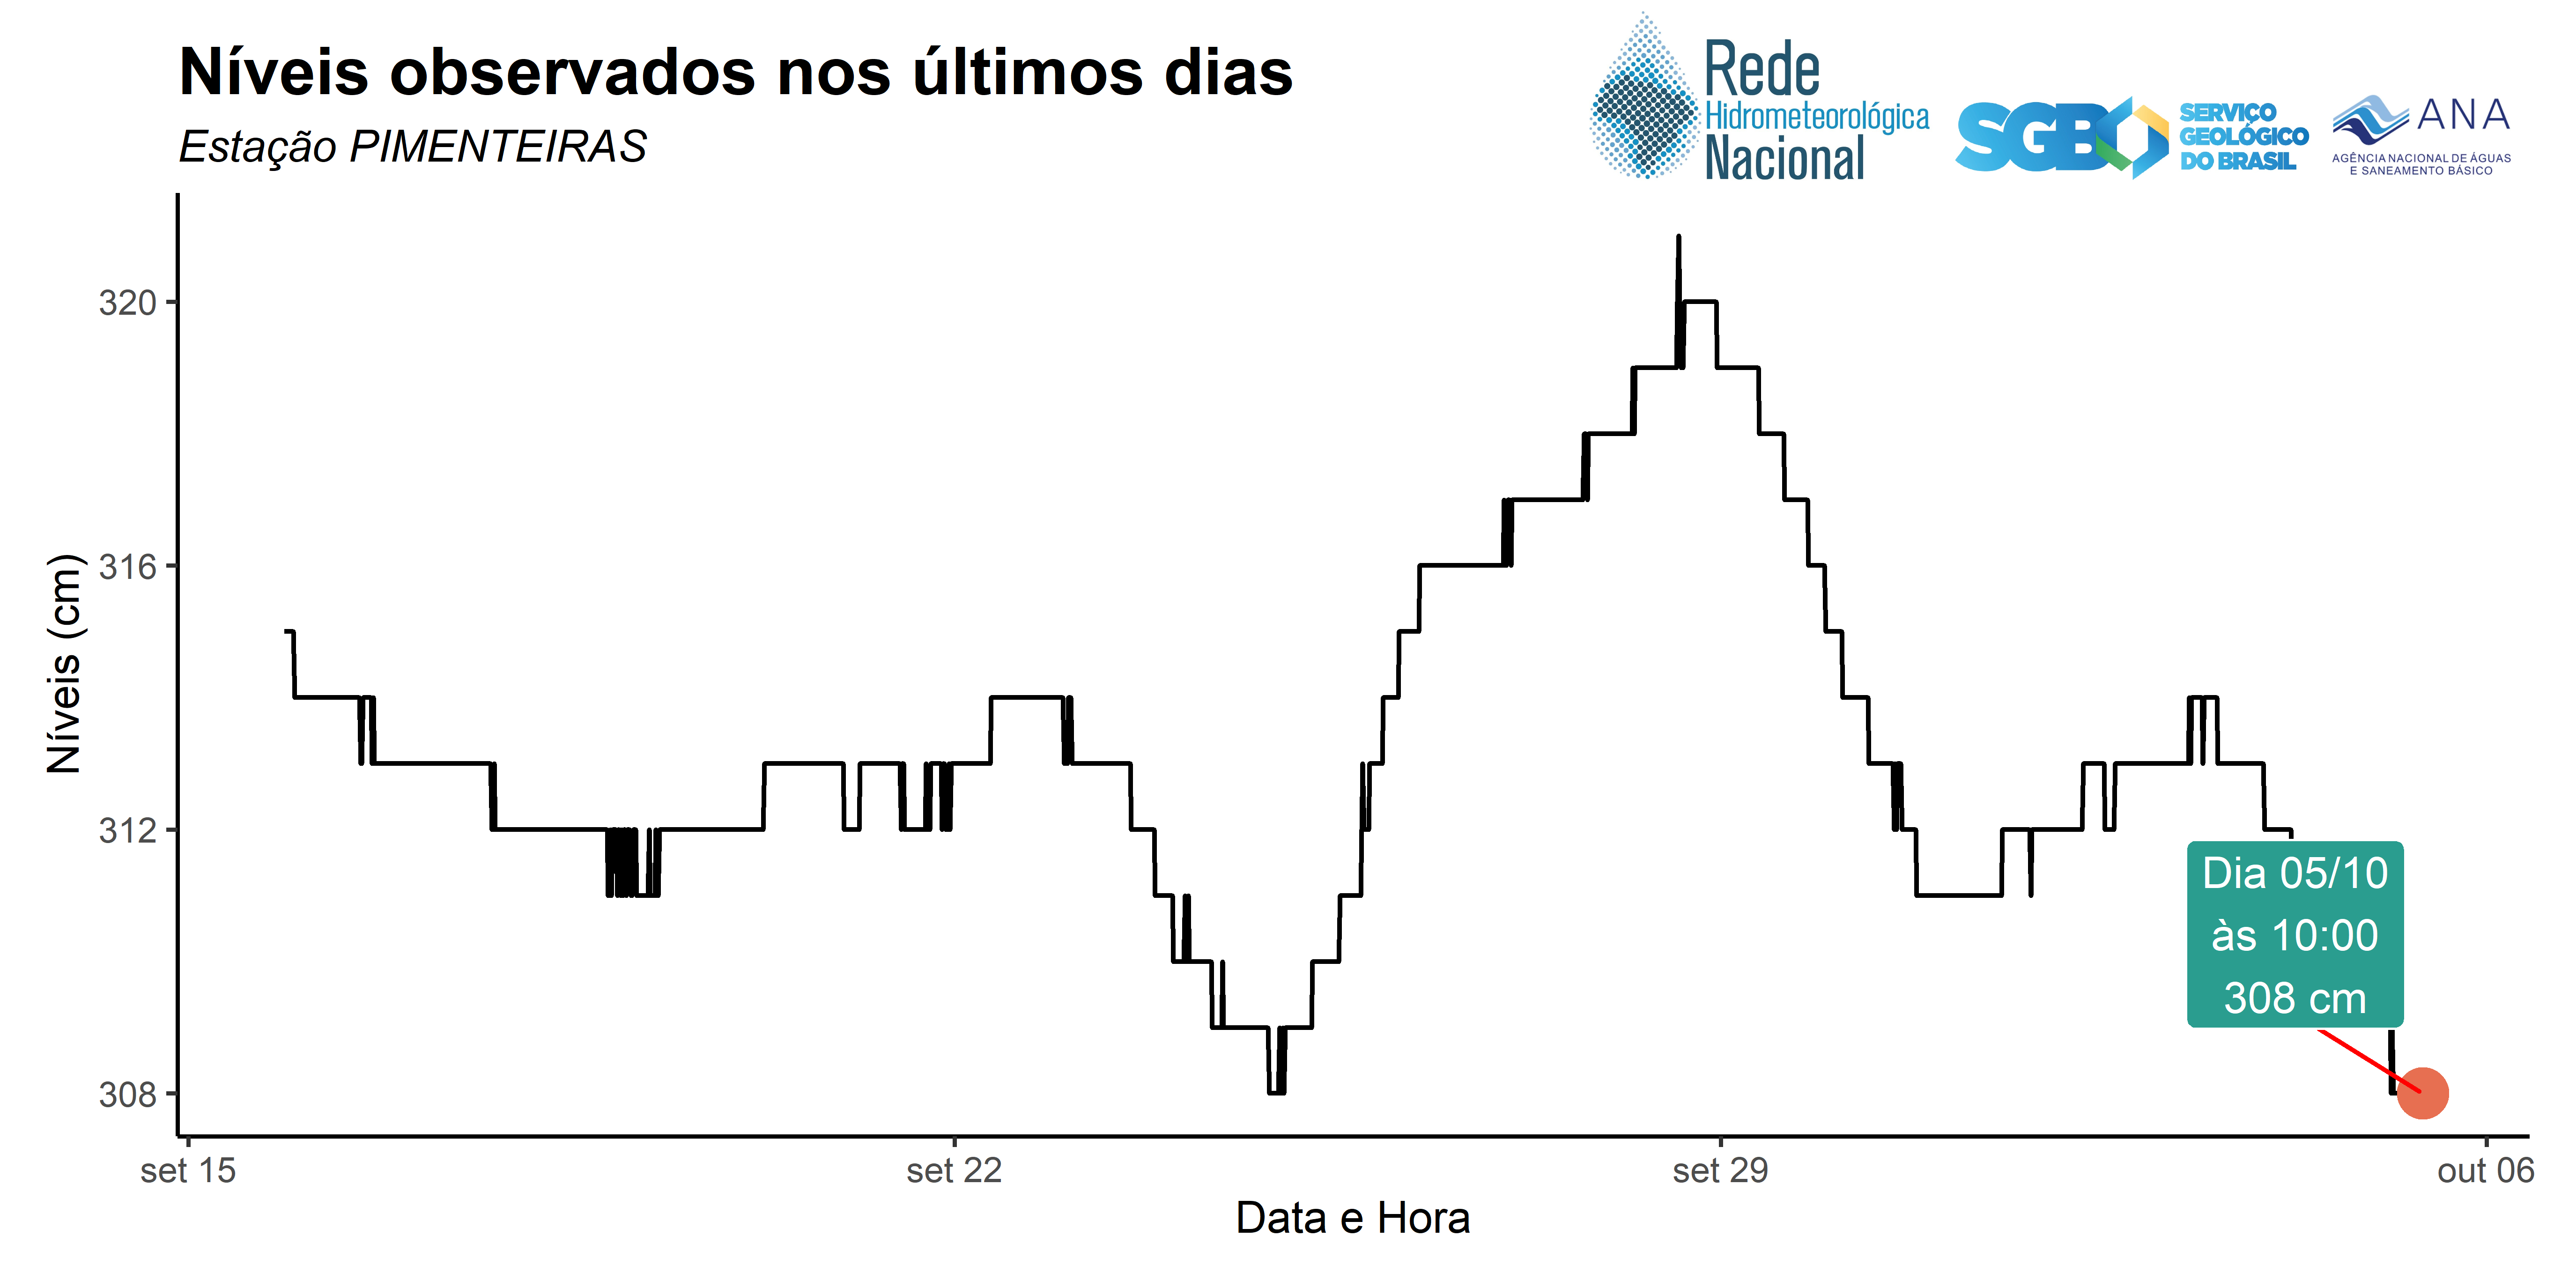 Níveis observados nos últimos dias
Estação PIMENTEIRAS
Rede
Hidrometeorológica
Nacional
SGB
SERVIÇO
GEOLÓGICO
DO BRASIL
ANA
AGÊNCIA NACIONAL DE ÁGUAS
E SANEAMENTO BÁSICO
Níveis (cm)
320
316
312
308
Dia 05/10
às 10:00
308 cm
set 15
set 22
set 29
out 06
Data e Hora